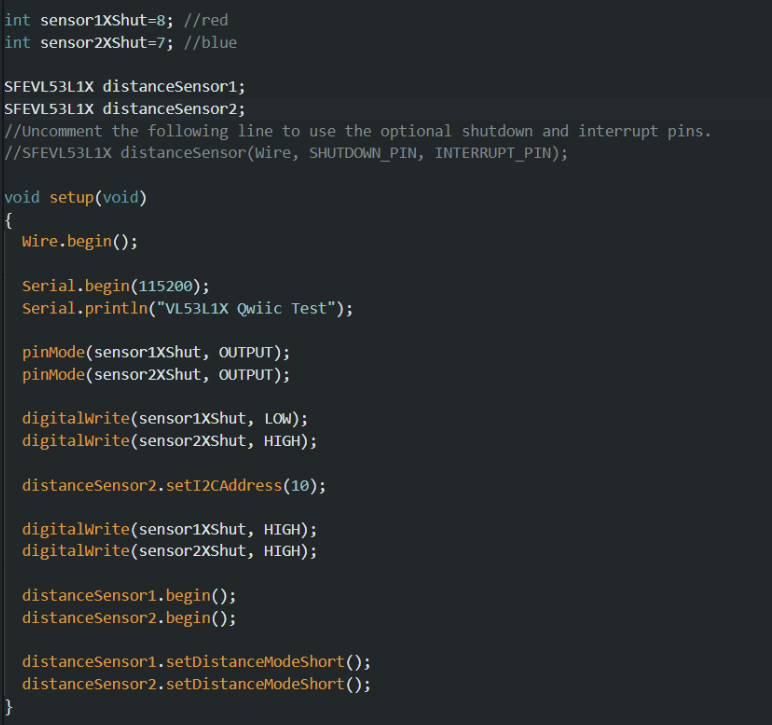 int sensor1XShut=8; //red
int sensor2XShut=7; //blue
SFEVL53L1X distanceSensor1;
SFEVL53L1X distanceSensor2;
//Uncomment the following line to use the optional shutdown and interrupt pins.
//SFEVL53L1X distanceSensor(Wire, SHUTDOWN_PIN, INTERRUPT_PIN);
void setup(void)
{
Wire.begin();
Serial.begin(115200);
Serial.println("VL53L1X Qwiic Test");
pinMode(sensor1XShut, OUTPUT);
pinMode(sensor2XShut, OUTPUT);
digitalWrite(sensor1XShut, LOW);
digitalWrite(sensor2XShut, HIGH);
distanceSensor2.setI2CAddress(10);
digitalWrite(sensor1XShut, HIGH);
digitalWrite(sensor2XShut, HIGH);
distanceSensor1.begin();
distanceSensor2.begin();
distanceSensor1.setDistanceModeShort();
distanceSensor2.setDistanceModeShort();
}